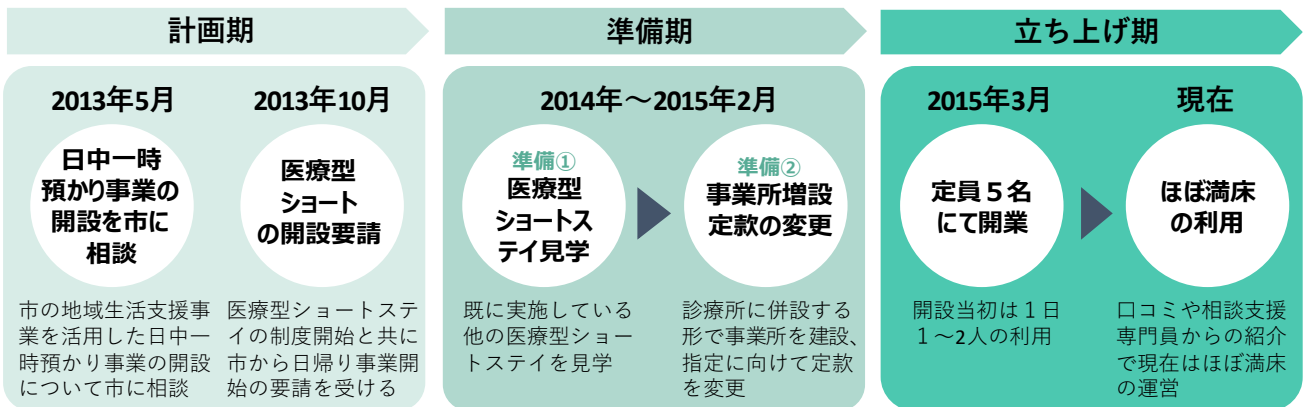 計画期
2013年5月
日中一時
預かり事業の
開設を市に
相談
市の地域生活支援事
業を活用した日中一
時預かり事業の開設
について市に相談
2013年10月
医療型
ショート
の開設要請
医療型ショートステ
イの制度開始と共に
市から日帰り事業開
始の要請を受ける
準備期
2014年～2015年2月
準備①
医療型
ショートス
テイ見学
既に実施している
他の医療型ショー
トステイを見学
準備②
事業所増設
定款の変更
診療所に併設する
形で事業所を建設、
指定に向けて定款
を変更
立ち上げ期
2015年3月
定員５名
にて開業
開設当初は１日
１～2人の利用
現在
ほぼ満床
の利用
口コミや相談支援
専門員からの紹介
で現在はほぼ満床
の運営